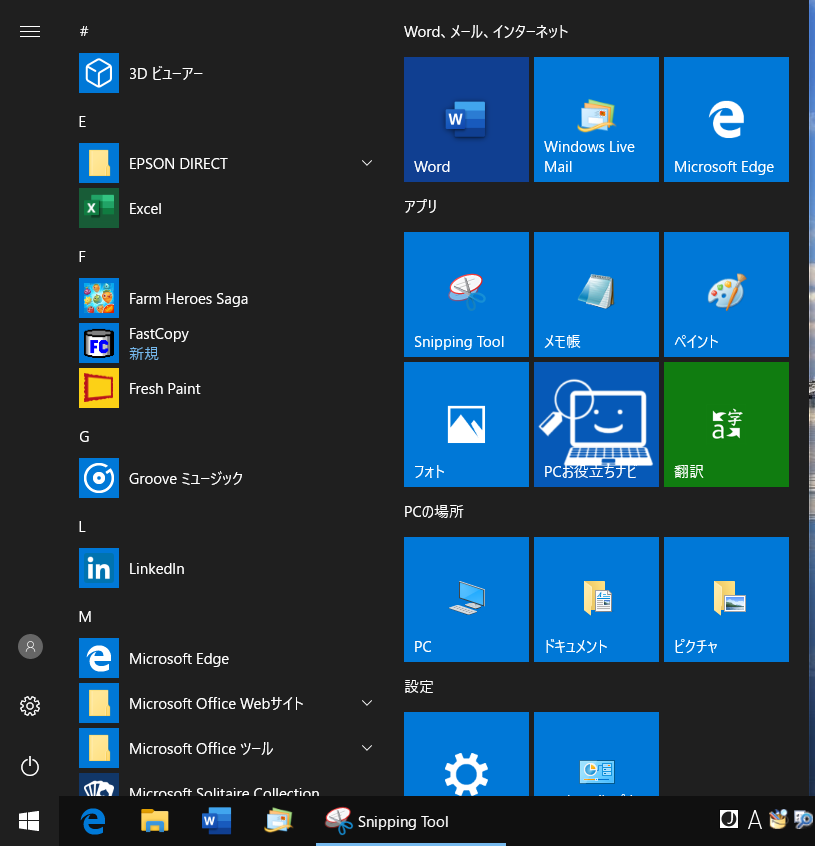 #
3D ビューアー
E
EPSON DIRECT
Excel
F
Farm Heroes Saga
FastCopy
新規
Fresh Paint
G
Groove ミュージック
L
LinkedIn
M
Microsoft Edge
Microsoft Office Webサイト
Microsoft Office ツール
Microsoft Solitaire Collection
Word、メール、インターネット
Word
Windows Live
Mail
Microsoft Edge
アプリ
Snipping Tool
メモ帳
ペイント
フォト
PCお役立ちナビ
翻訳
PCの場所
PC
ドキュメント
ピクチャ
設定
Snipping Tool
A